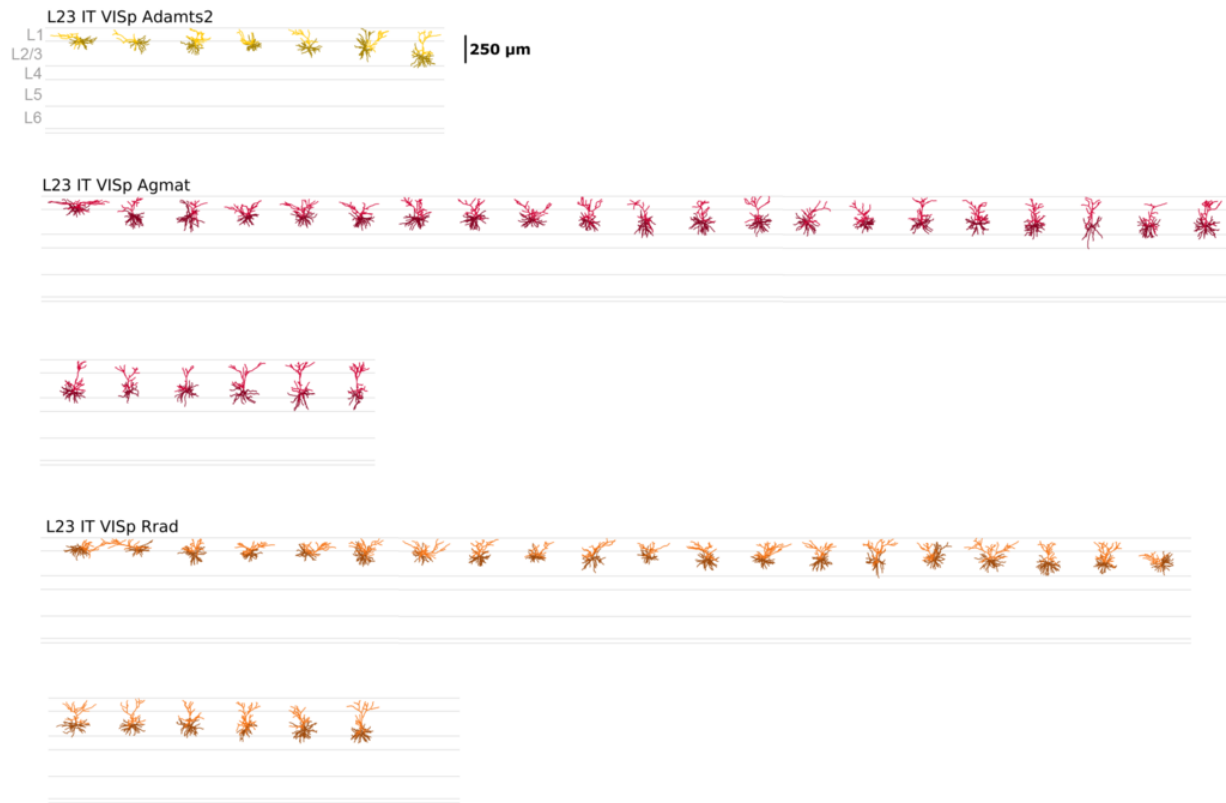 L23 IT VISp Adamts2
L1
L2/3
L4
L5
L6
250 µm
L23 IT VISp Agmat
L23 IT VISp Rrad